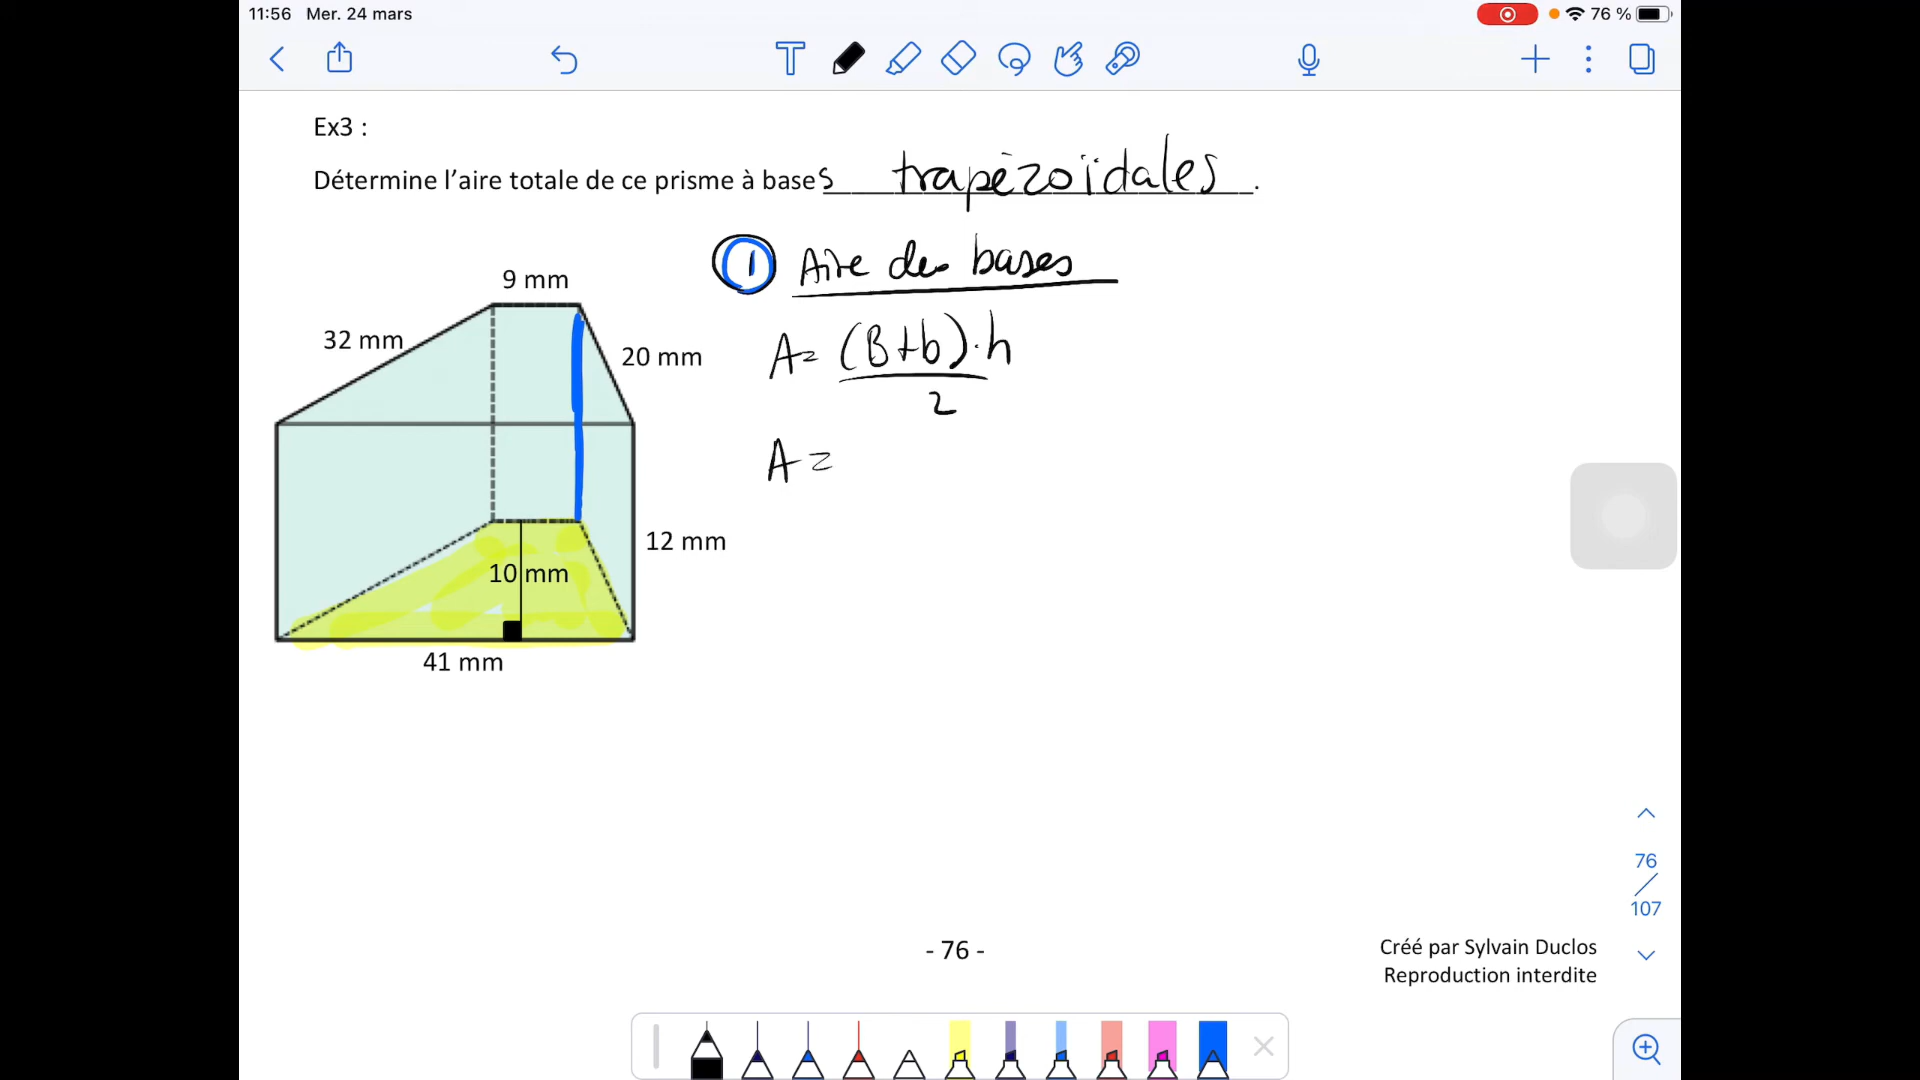 11:56 Mer. 24 mars
76 %
Ex3 :
Détermine l'aire totale de ce prisme à bases trapézoïdales.
1 Aire des bases
9 mm
32 mm
20 mm
A = (B+b)·h
2
A =
12 mm
10 mm
41 mm
76
107
- 76 -
Créé par Sylvain Duclos
Reproduction interdite